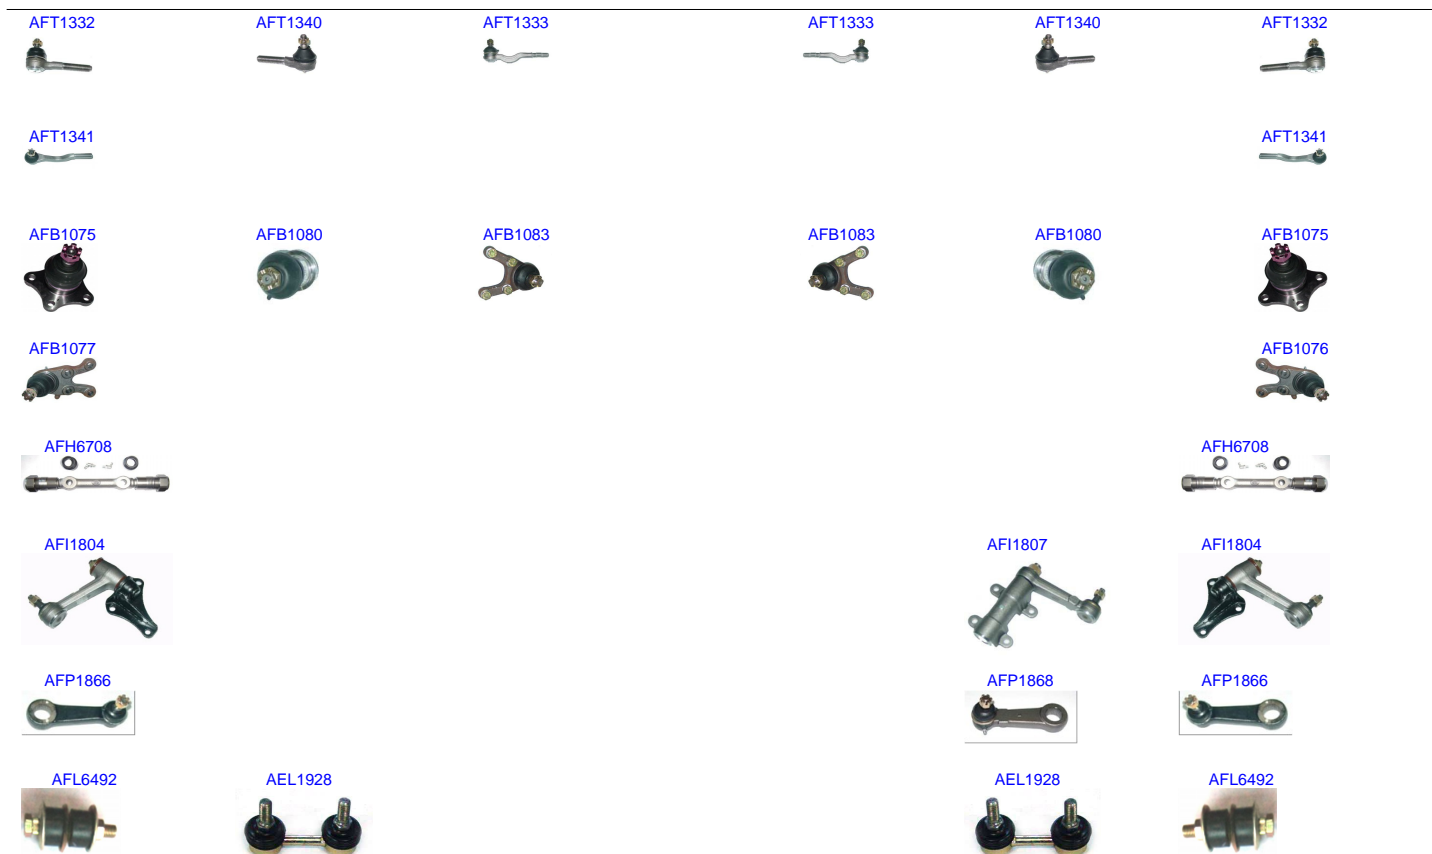 AFT1332 AFT1340 AFT1333 AFT1333 AFT1340 AFT1332
AFT1341 AFT1341
AFB1075 AFB1080 AFB1083 AFB1083 AFB1080 AFB1075
AFB1077 AFB1076
AFH6708 AFH6708
AFI1804 AFI1807 AFI1804
AFP1866 AFP1868 AFP1866
AFL6492 AEL1928 AEL1928 AFL6492